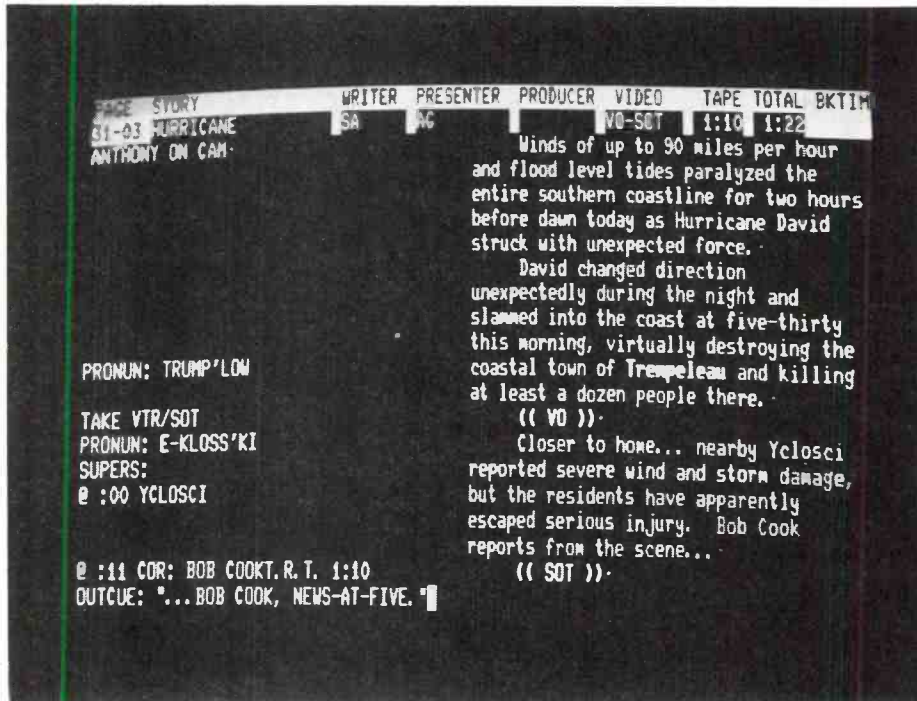 PAGE STORY WRITER PRESENTER PRODUCER VIDEO TAPE TOTAL BKTIM
31-03 HURRICANE SA AG VO-SOT 1:10 1:22
ANTHONY ON CAM
Winds of up to 90 miles per hour
and flood level tides paralyzed the
entire southern coastline for two hours
before dawn today as Hurricane David
struck with unexpected force.
David changed direction
unexpectedly during the night and
slammed into the coast at five-thirty
this morning, virtually destroying the
PRONUN: TRUMP'LOW
coastal town of Trempeleau and killing
at least a dozen people there.
TAKE VTR/SOT
(( VO ))
PRONUN: E-KLOSS'KI
Closer to home... nearby Yclosci
SUPERS:
reported severe wind and storm damage,
@ :00 YCLOSCI
but the residents have apparently
escaped serious injury. Bob Cook
reports from the scene...
@ :11 COR: BOB COOKT.R.T. 1:10
(( SOT ))
OUTCUE: "...BOB COOK, NEWS-AT-FIVE."